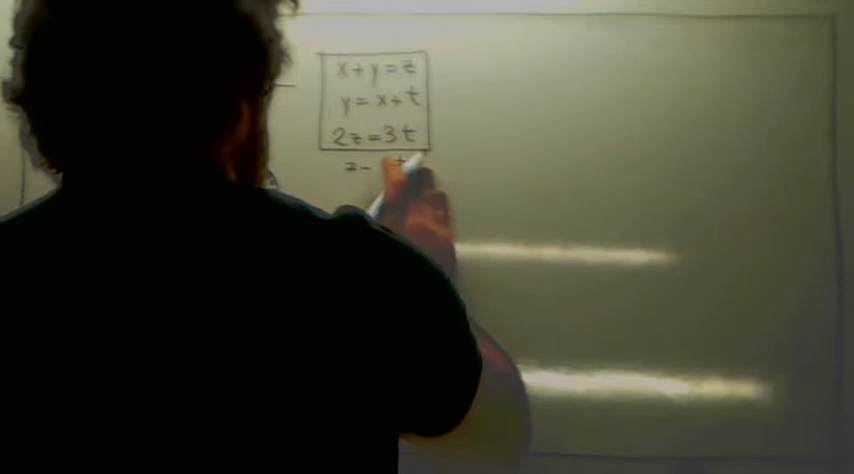 x+y=z
y=x+t
2z=3t
z-